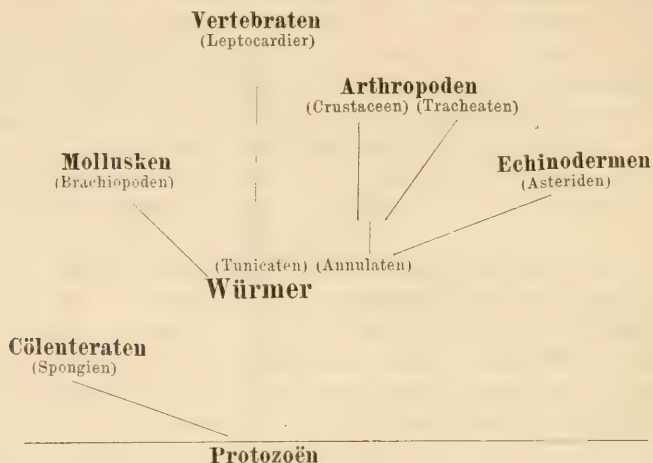 Vertebraten
(Leptocardier)
Arthropoden
(Crustaceen) (Tracheaten)
Mollusken
(Brachiopoden)
Echinodermen
(Asteriden)
(Tunicaten) (Annulaten)
Würmer
Cölenteraten
(Spongien)
Protozoën